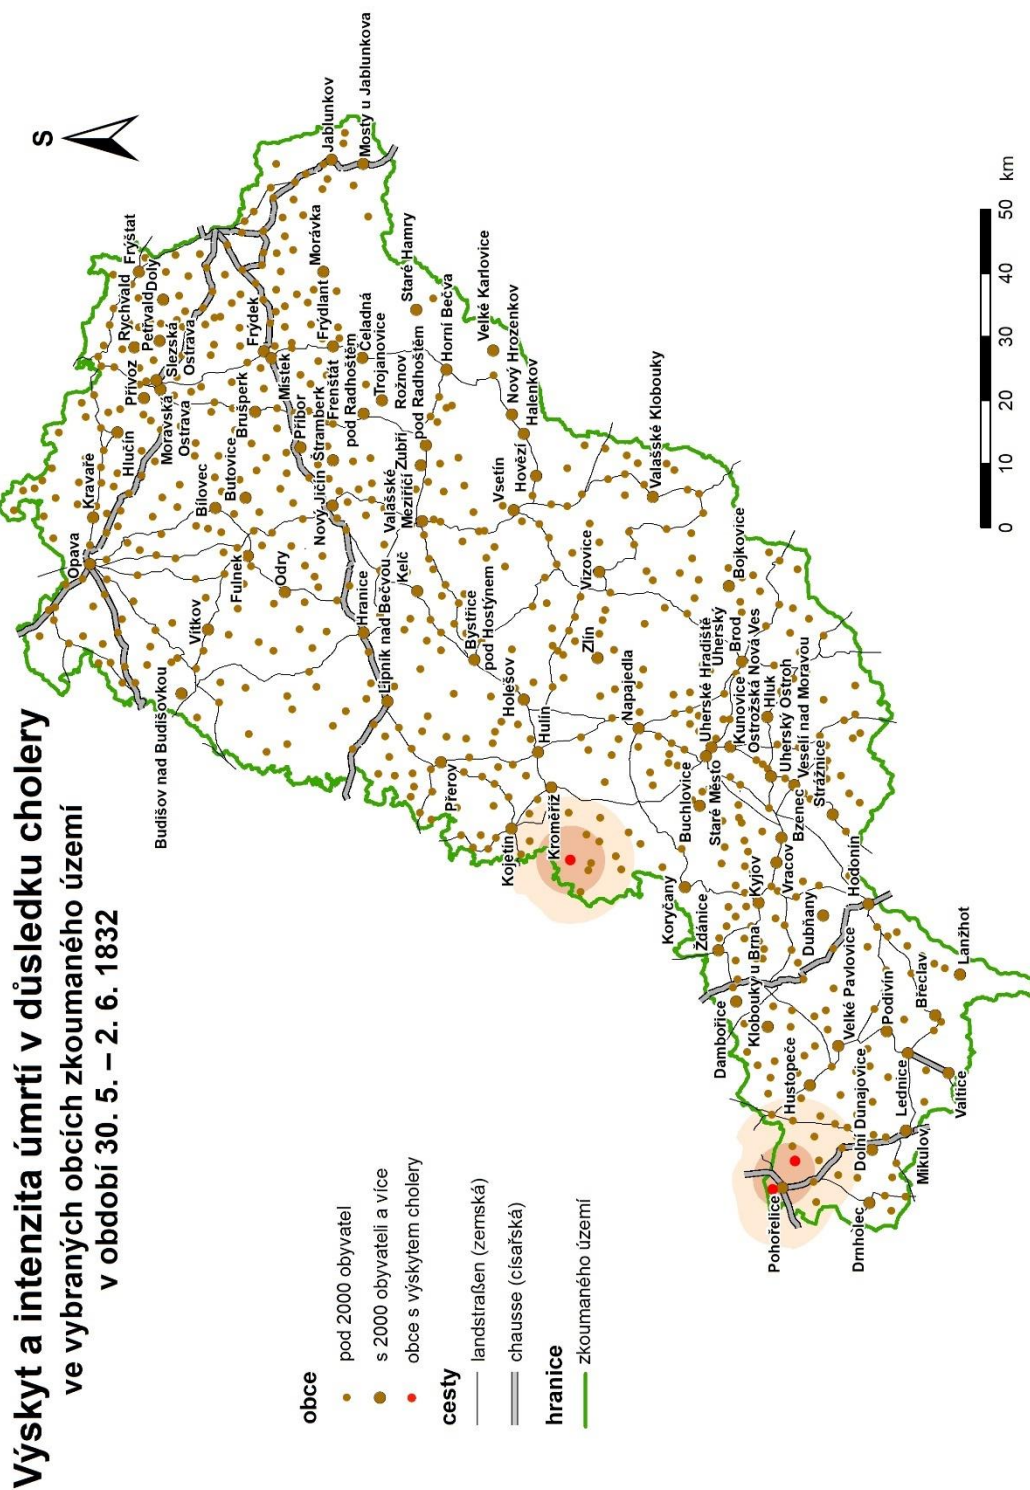 Výskyt a intenzita úmrtí v důsledku cholery
ve vybraných obcích zkoumaného území
v období 30. 5. – 2. 6. 1832
S
obce
pod 2000 obyvatel
s 2000 obyvateli a více
obce s výskytem cholery
cesty
landstraßen (zemská)
chausse (císařská)
hranice
zkoumaného území
Opava
Kravaře
Hlučín
Přívoz
Rychvald
Fryštat
Petřvald
Doly
Slezská
Ostrava
Moravská
Ostrava
Budišov nad Budišovkou
Vítkov
Bílovec
Butovice
Brušperk
Frýdek
Místek
Fulnek
Odry
Příbor
Nový Jičín
Štramberk
Frenštát
pod Radhoštěm
Frýdlant
Morávka
Jablunkov
Mosty u Jablunkova
Čeladná
Trojanovice
Staré Hamry
Hranice
Lipník nad Bečvou
Kelč
Valašské
Meziříčí
Zubří
Rožnov
pod Radhoštěm
Horní Bečva
Velké Karlovice
Přerov
Bystřice
pod Hostýnem
Holešov
Vsetín
Hovězí
Halenkov
Nový Hrozenkov
Kojetín
Kroměříž
Hulín
Zlín
Vizovice
Valašské Klobouky
Napajedla
Koryčany
Buchlovice
Staré Město
Uherské Hradiště
Uherský
Brod
Bojkovice
Kunovice
Ostrožská Nová Ves
Hluk
Uherský Ostroh
Veselí nad Moravou
Strážnice
Bzenec
Vracov
Kyjov
Ždánice
Dambořice
Klobouky u Brna
Dubňany
Hodonín
Hustopeče
Velké Pavlovice
Podivín
Břeclav
Lanžhot
Pohořelice
Drnholec
Dolní Dunajovice
Mikulov
Lednice
Valtice
0 10 20 30 40 50 km